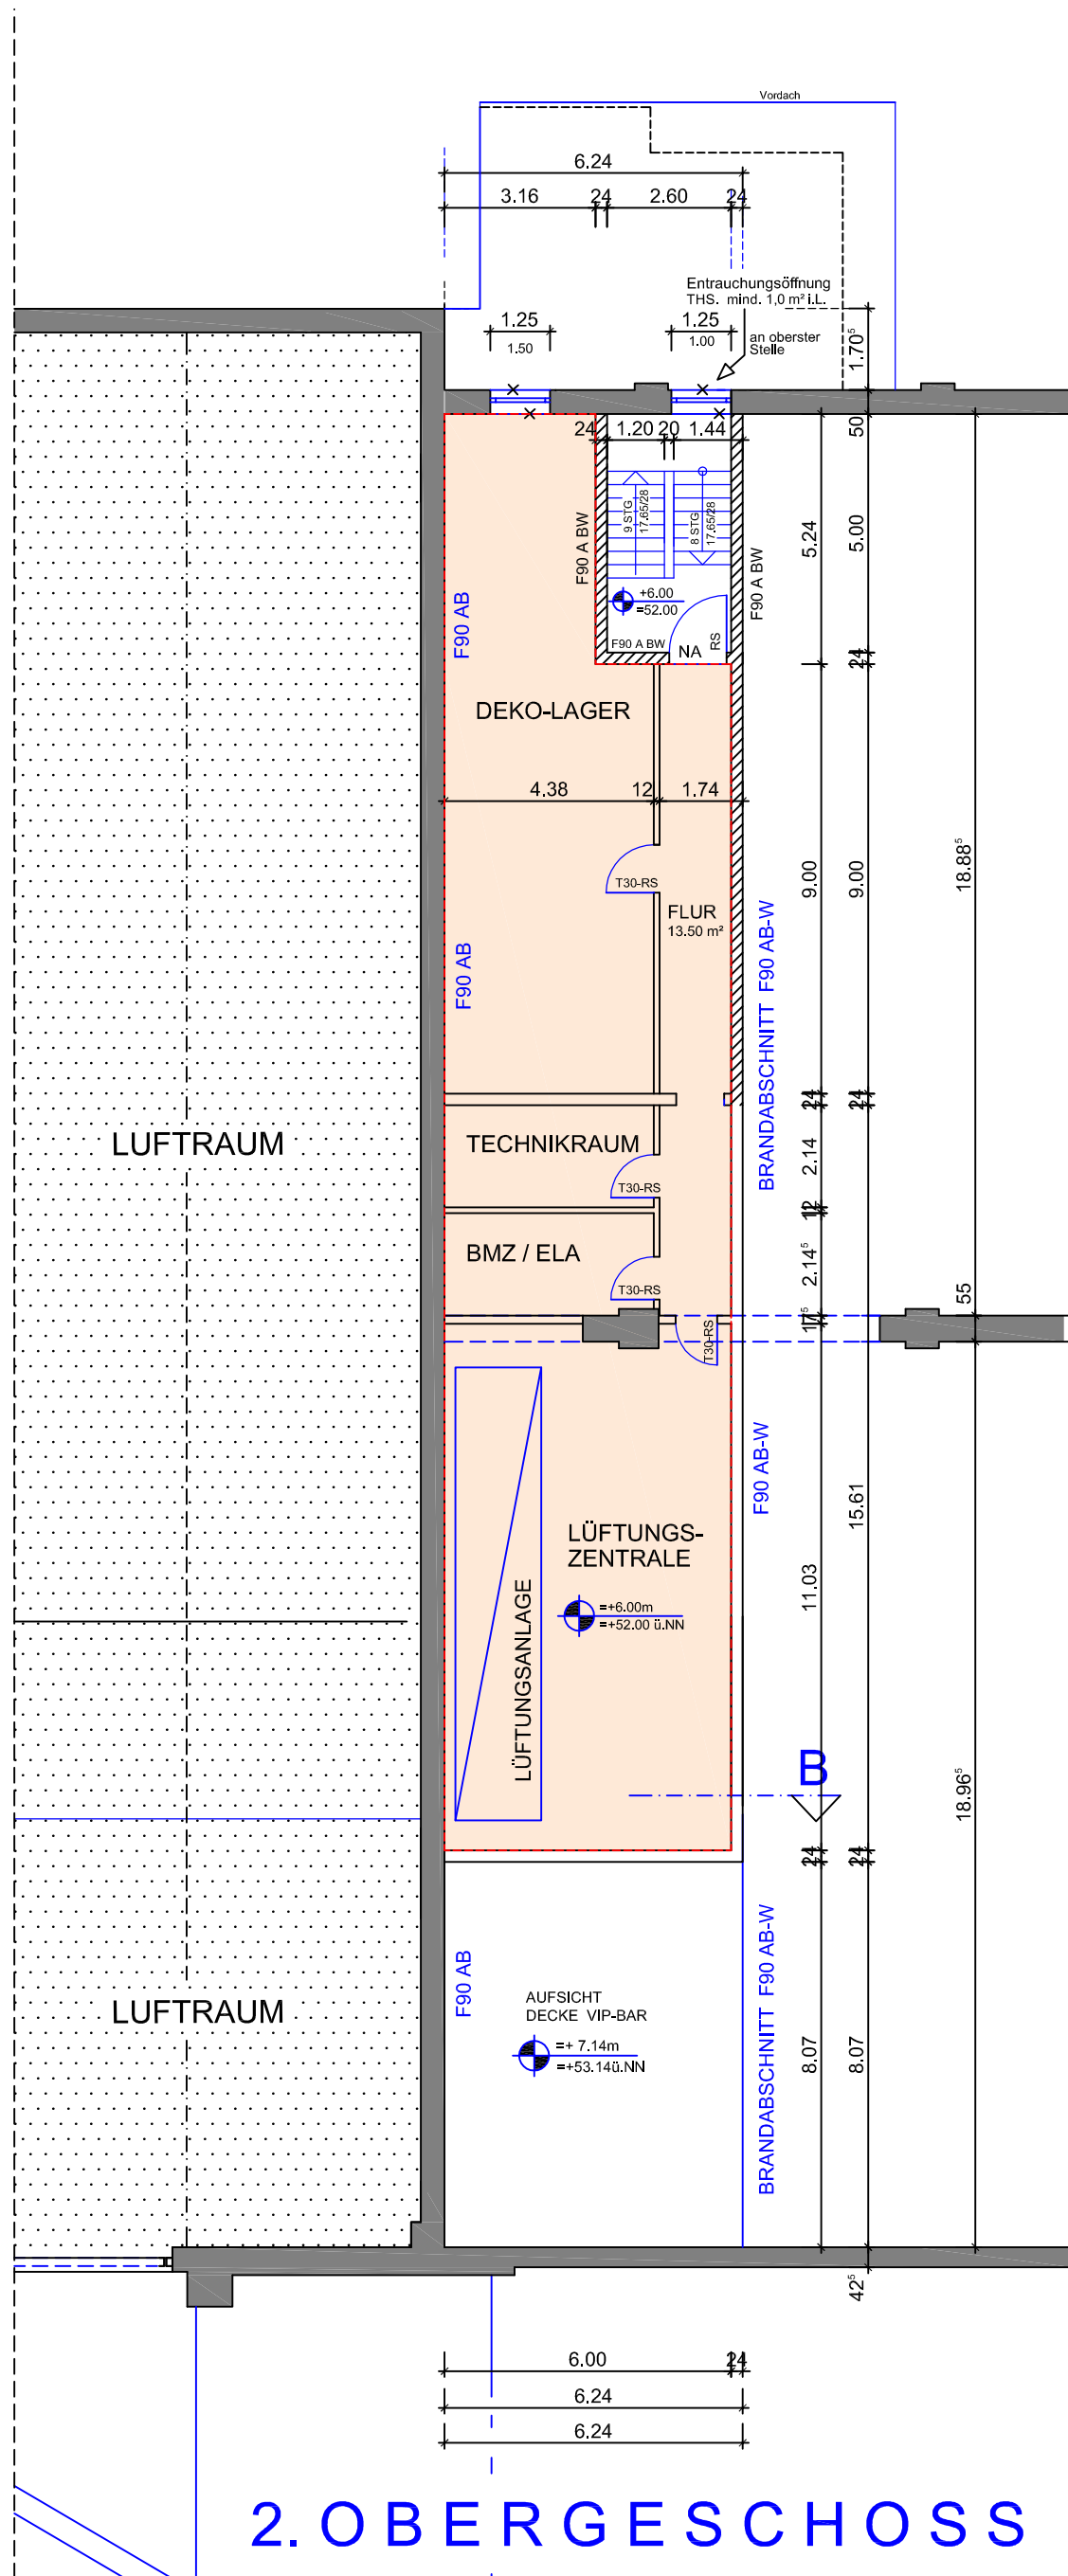 Vordach
6.24
3.16
24
2.60
24
Entrauchungsöffnung
THS. mind. 1,0 m² i.L.
an oberster
Stelle
1.25
1.50
1.25
1.00
1.70⁵
50
24
1.20
20
1.44
9 STG
17.65/28
8 STG
17.65/28
F90 A BW
F90 A BW
5.24
5.00
+6.00
=52.00
F90 AB
F90 A BW
NA
RS
24
DEKO-LAGER
4.38
12
1.74
T30-RS
FLUR
13.50 m²
9.00
9.00
18.88⁵
F90 AB
BRANDABSCHNITT F90 AB-W
24
24
LUFTRAUM
TECHNIKRAUM
2.14
T30-RS
12
BMZ / ELA
2.14⁵
T30-RS
55
17⁵
T30-RS
F90 AB-W
LÜFTUNGS-
ZENTRALE
LÜFTUNGSANLAGE
=+6.00m
=+52.00 ü.NN
11.03
15.61
B
18.96⁵
24
24
F90 AB
BRANDABSCHNITT F90 AB-W
LUFTRAUM
AUFSICHT
DECKE VIP-BAR
=+ 7.14m
=+53.14ü.NN
8.07
8.07
42⁵
6.00
24
6.24
6.24
2. OBERGESCHOSS